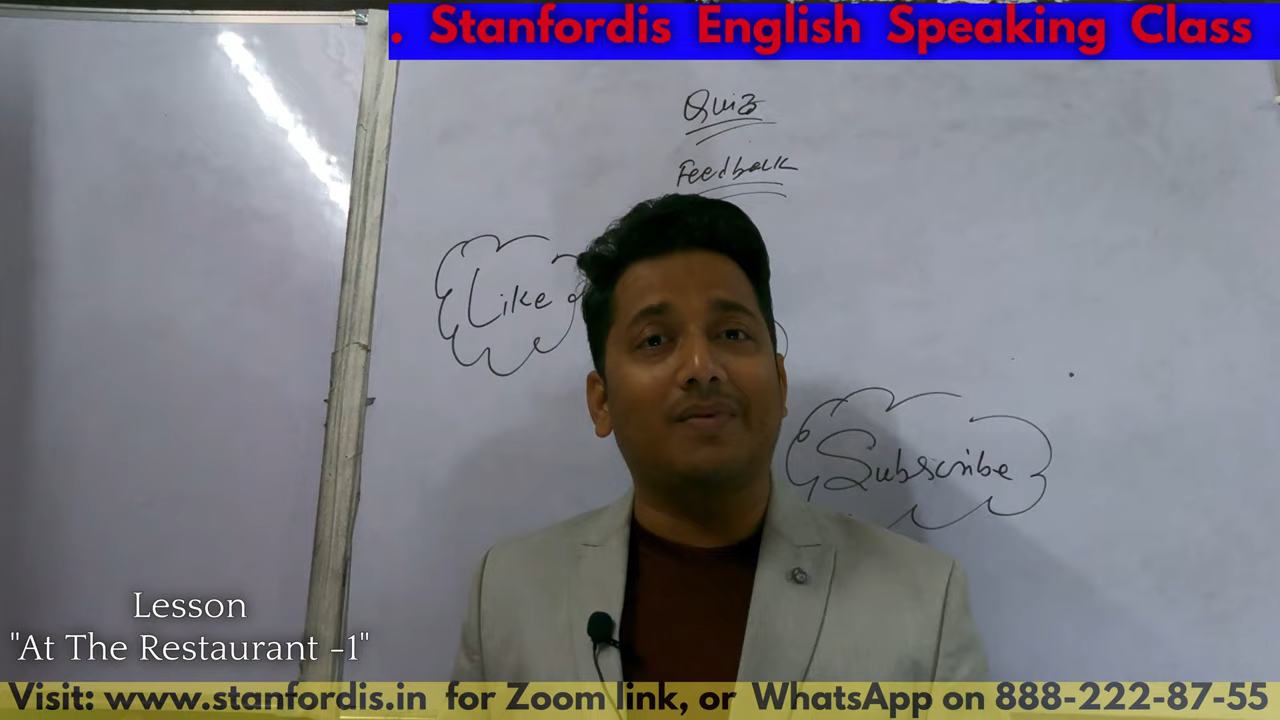 . Stanfordis English Speaking Class
Quiz
Feedback
Like
Subscribe
Lesson
"At The Restaurant -1"
Visit: www.stanfordis.in for Zoom link, or WhatsApp on 888-222-87-55